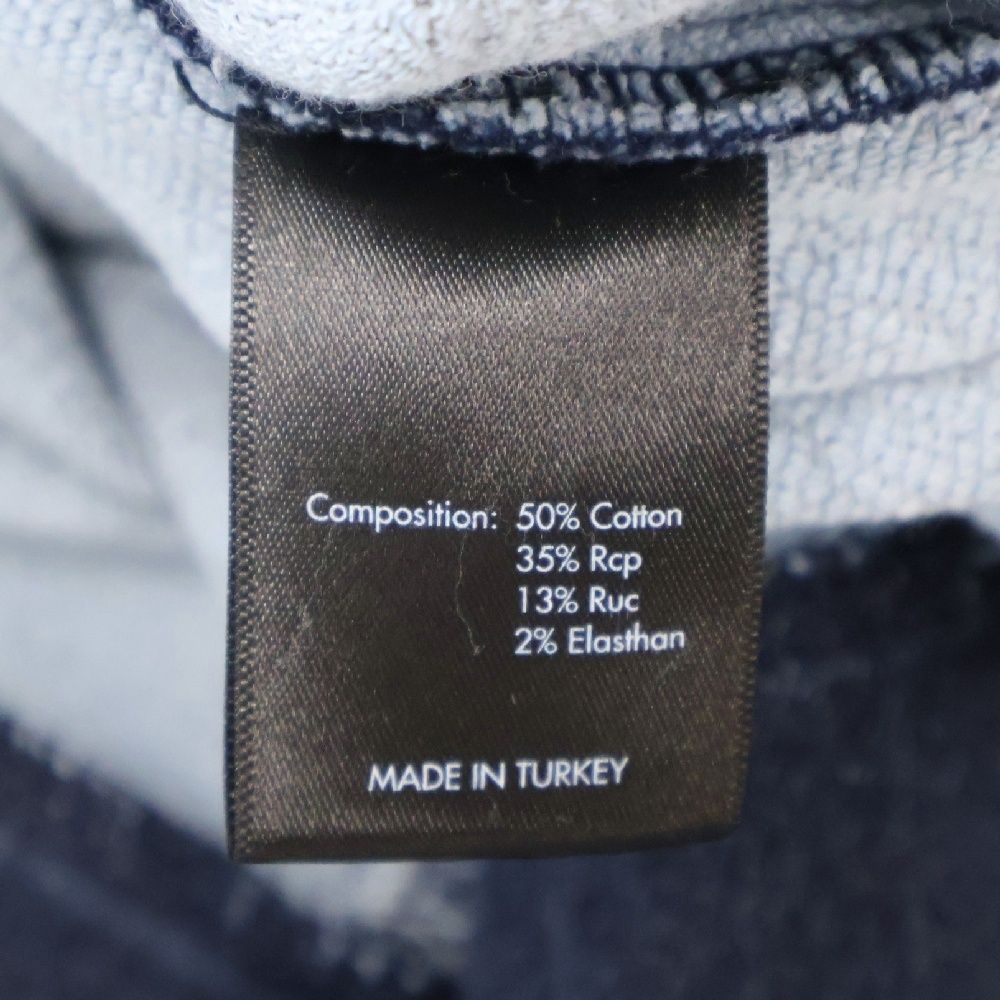 Composition: 50% Cotton
35% Rcp
13% Ruc
2% Elasthan
MADE IN TURKEY